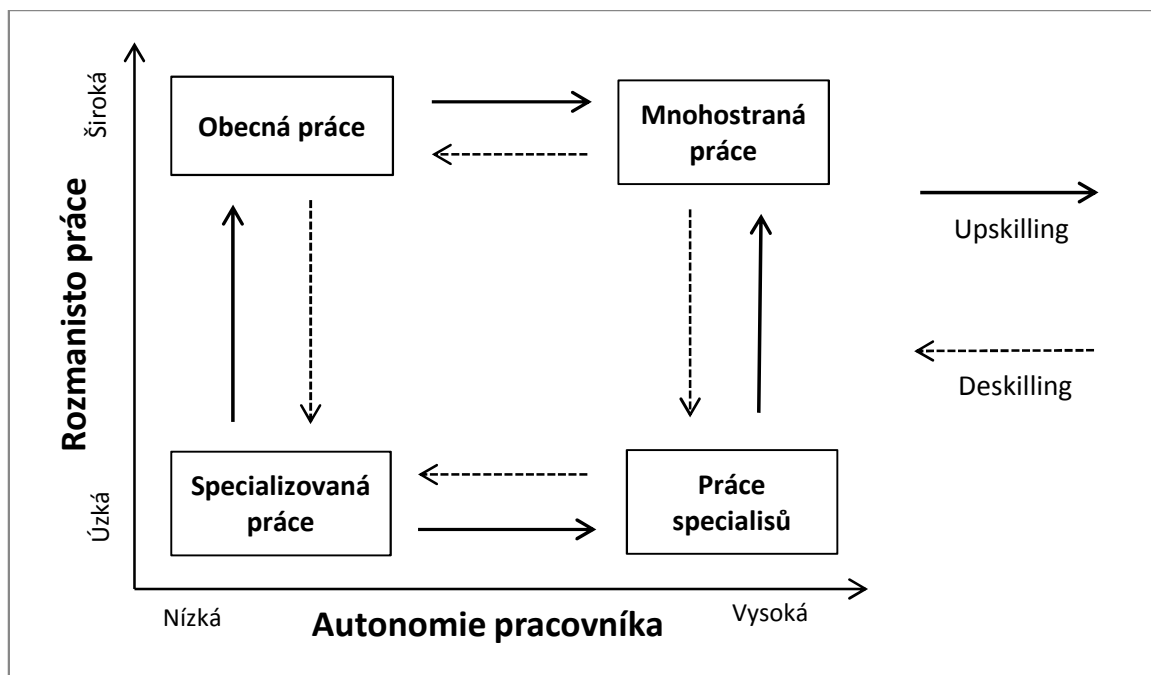 Široká
Rozmanisto práce
Úzká
Obecná práce
Mnohostraná
práce
Upskilling
Deskilling
Specializovaná
práce
Práce
specialisů
Nízká
Autonomie pracovníka
Vysoká